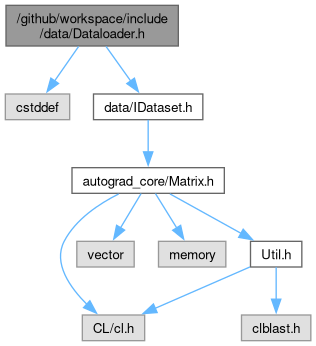 /github/workspace/include
/data/Dataloader.h
cstddef
data/IDataset.h
autograd_core/Matrix.h
vector
memory
Util.h
CL/cl.h
clblast.h